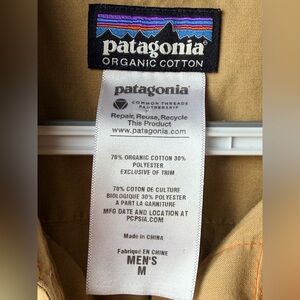 patagonia®
ORGANIC COTTON
patagonia®
COMMON THREADS
PARTNERSHIP
Repair, Reuse, Recycle
This Product
www.patagonia.com
70% ORGANIC COTTON 30%
POLYESTER
EXCLUSIVE OF TRIM
70% COTON DE CULTURE
BIOLOGIQUE 30% POLYESTER
A PART LA GARNITURE
MFG DATE AND LOCATION AT
PCPSIA.COM
Made in CHINA
Fabriqué EN CHINE
MEN'S
M